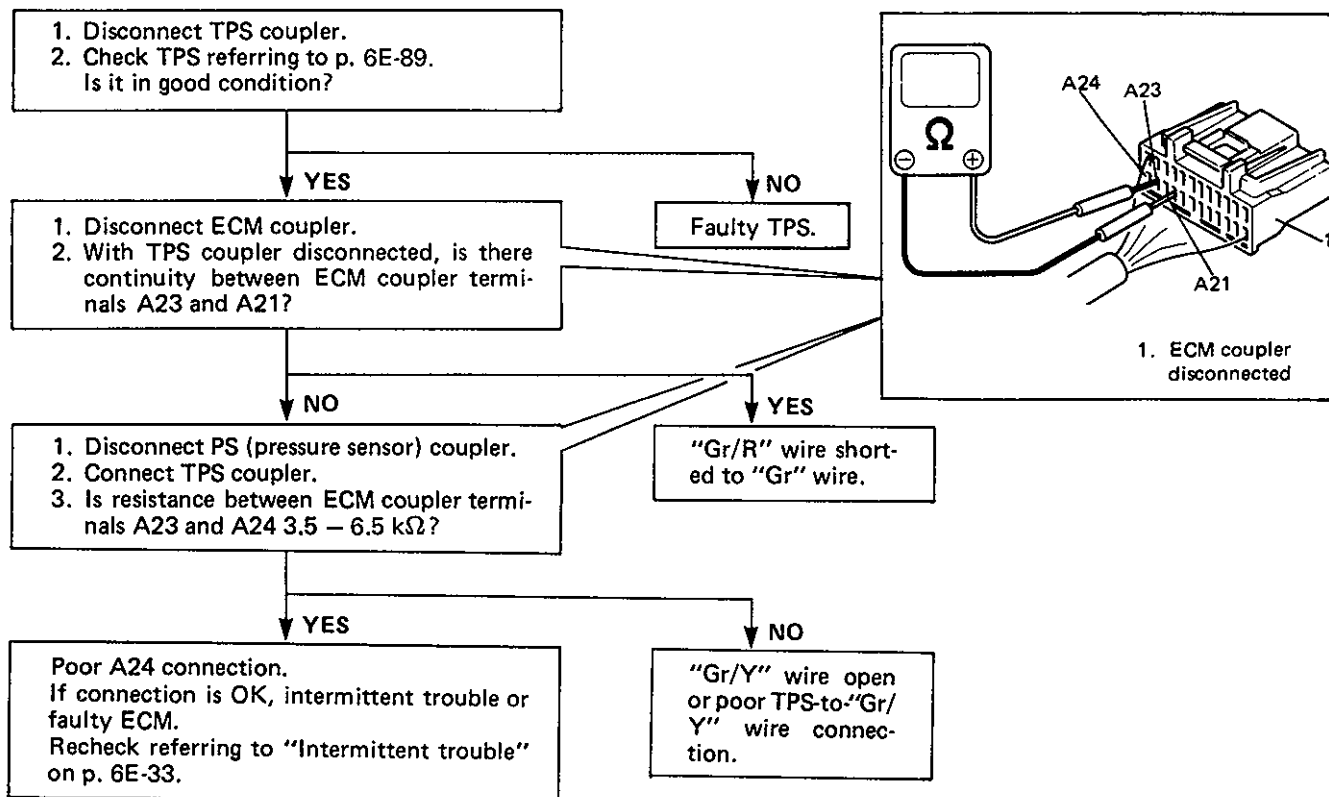 1. Disconnect TPS coupler.
2. Check TPS referring to p. 6E-89.
Is it in good condition?
YES
NO
Faulty TPS.
1. Disconnect ECM coupler.
2. With TPS coupler disconnected, is there
continuity between ECM coupler termi-
nals A23 and A21?
NO
YES
"Gr/R" wire short-
ed to "Gr" wire.
1. Disconnect PS (pressure sensor) coupler.
2. Connect TPS coupler.
3. Is resistance between ECM coupler termi-
nals A23 and A24 3.5 – 6.5 kΩ?
YES
NO
Poor A24 connection.
If connection is OK, intermittent trouble or
faulty ECM.
Recheck referring to "Intermittent trouble"
on p. 6E-33.
"Gr/Y" wire open
or poor TPS-to-"Gr/
Y" wire connec-
tion.
A24
A23
Ω
− +
1
A21
1. ECM coupler
disconnected